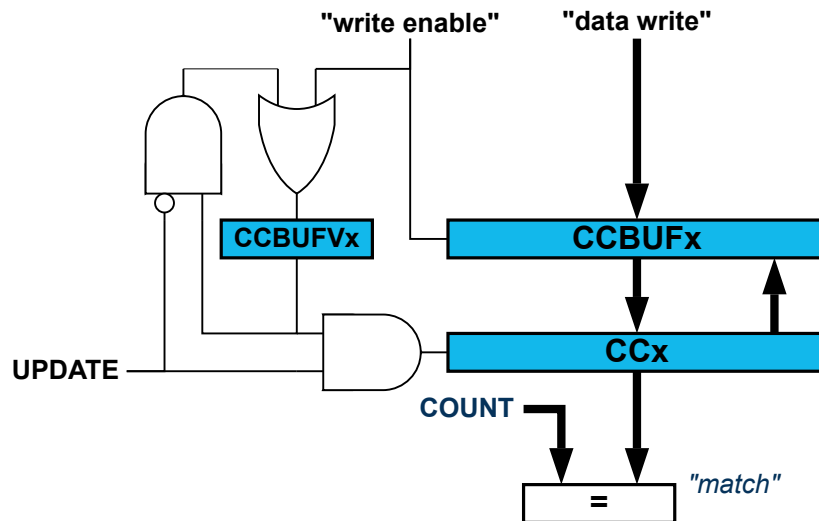 "write enable"
"data write"
CCBUFVx
CCBUFx
CCx
UPDATE
COUNT
"match"
=